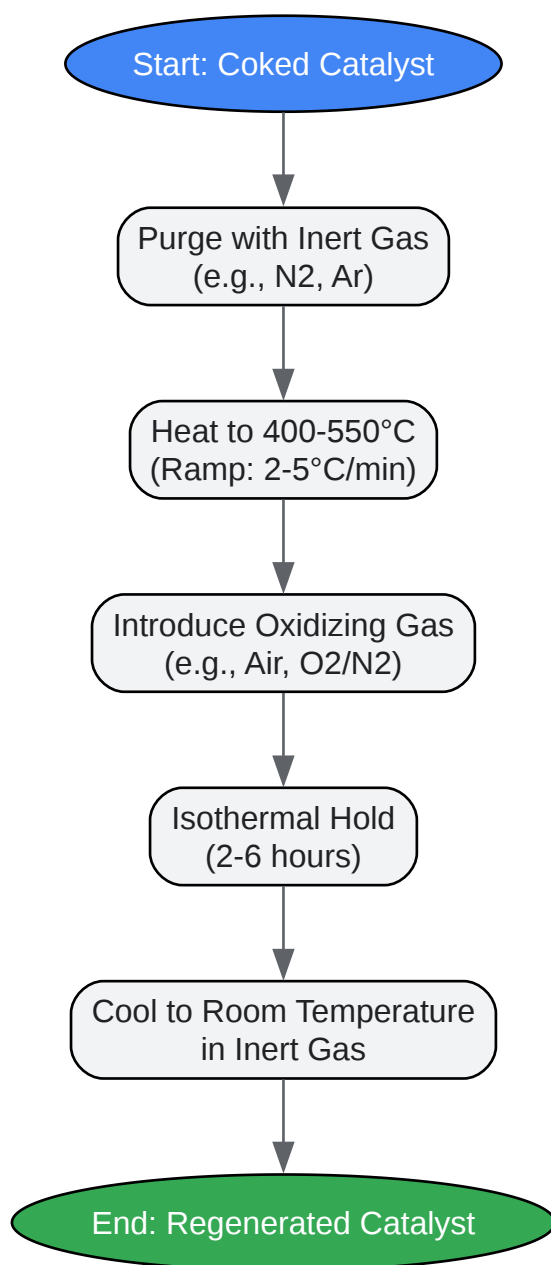 Start: Coked Catalyst
Purge with Inert Gas
(e.g., N2, Ar)
Heat to 400-550°C
(Ramp: 2-5°C/min)
Introduce Oxidizing Gas
(e.g., Air, O2/N2)
Isothermal Hold
(2-6 hours)
Cool to Room Temperature
in Inert Gas
End: Regenerated Catalyst